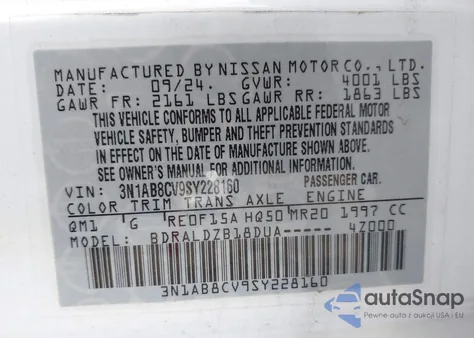 MANUFACTURED BY NISSAN MOTOR CO., LTD.
DATE: 09/24. GVWR: 4001 LBS
GAWR FR: 2161 LBS GAWR RR: 1863 LBS
THIS VEHICLE CONFORMS TO ALL APPLICABLE FEDERAL MOTOR
VEHICLE SAFETY, BUMPER AND THEFT PREVENTION STANDARDS
IN EFFECT ON THE DATE OF MANUFACTURE SHOWN ABOVE.
SEE OWNER'S MANUAL FOR ADDITIONAL INFORMATION.
VIN: 3N1AB8CV9SY228160 PASSENGER CAR.
COLOR TRIM TRANS AXLE ENGINE
QM1 G RE0F15A HQ50 MR20 1997 CC
MODEL: BDRALDZB18DUA----- 4Z000
3N1AB8CV9SY228160
autoSnap
Pewne auta z aukcji USA i EU